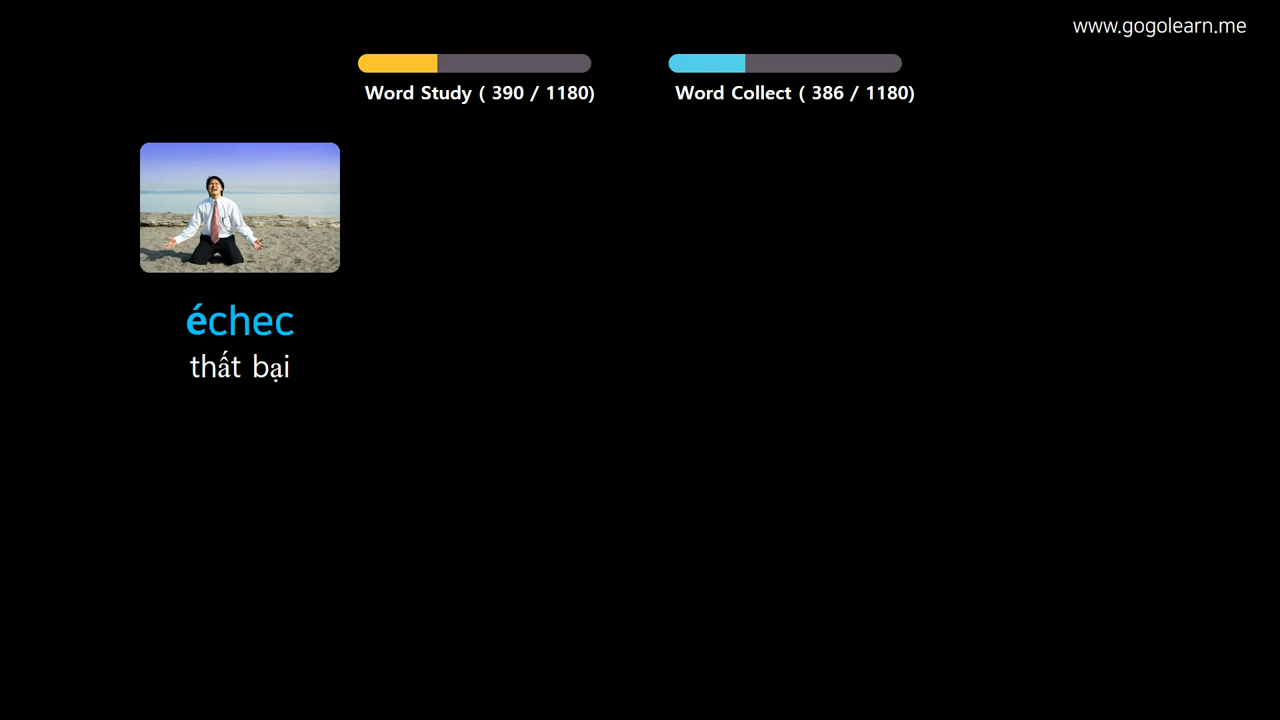 www.gogolearn.me
Word Study ( 390 / 1180)
Word Collect ( 386 / 1180)
échec
thất bại